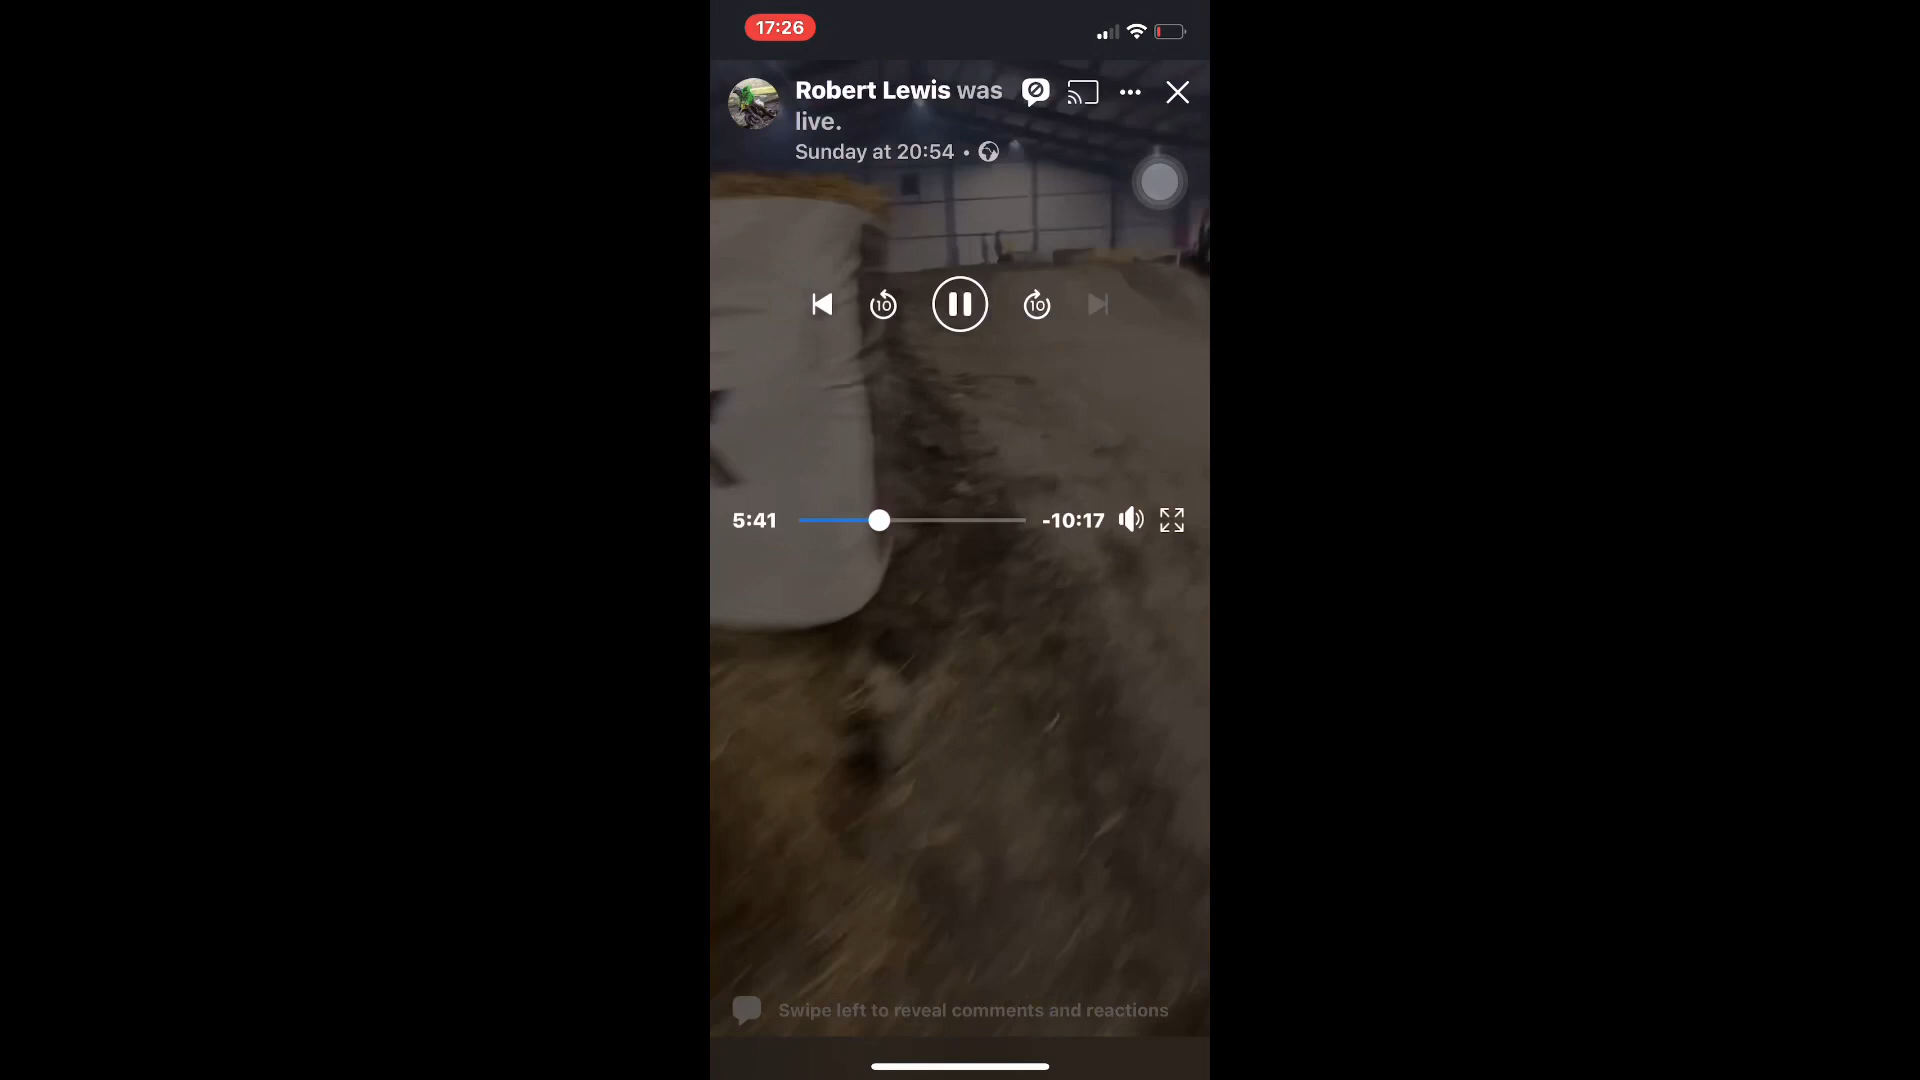 17:26
Robert Lewis was
live.
Sunday at 20:54 •
10
10
5:41
-10:17
Swipe left to reveal comments and reactions